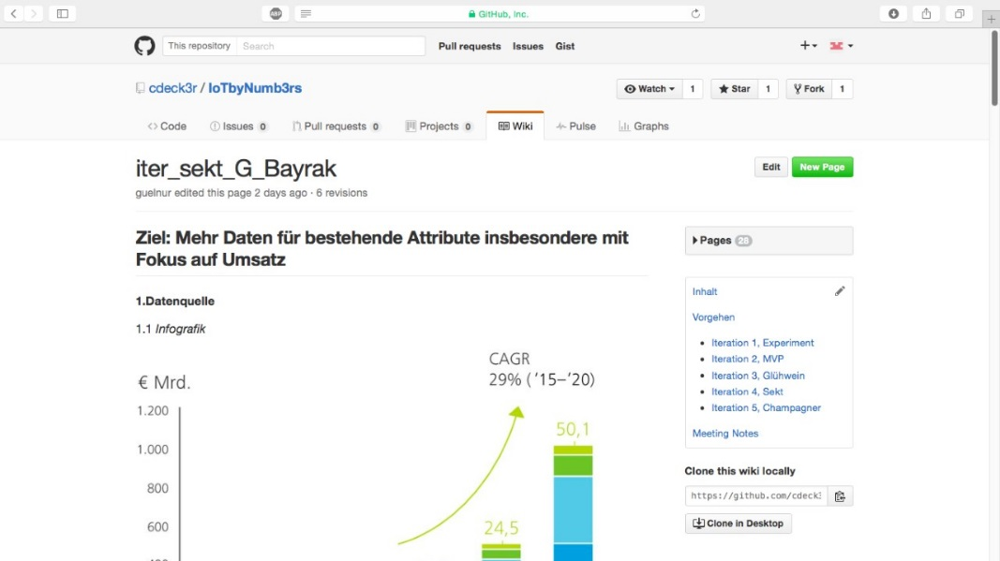 ABP
GitHub, Inc.
This repository Search
Pull requests Issues Gist
cdeck3r / IoTbyNumb3rs
Watch 1 Star 1 Fork 1
Code Issues 0 Pull requests 0 Projects 0 Wiki Pulse Graphs
iter_sekt_G_Bayrak
Edit New Page
guelnur edited this page 2 days ago · 6 revisions
Ziel: Mehr Daten für bestehende Attribute insbesondere mit
Fokus auf Umsatz
1.Datenquelle
1.1 Infografik
€ Mrd.
CAGR
29% ( ’15–’20)
1.200
1.000
800
600
400
50,1
24,5
Pages 28
Inhalt
Vorgehen
Iteration 1, Experiment
Iteration 2, MVP
Iteration 3, Glühwein
Iteration 4, Sekt
Iteration 5, Champagner
Meeting Notes
Clone this wiki locally
https://github.com/cdeck3
Clone in Desktop